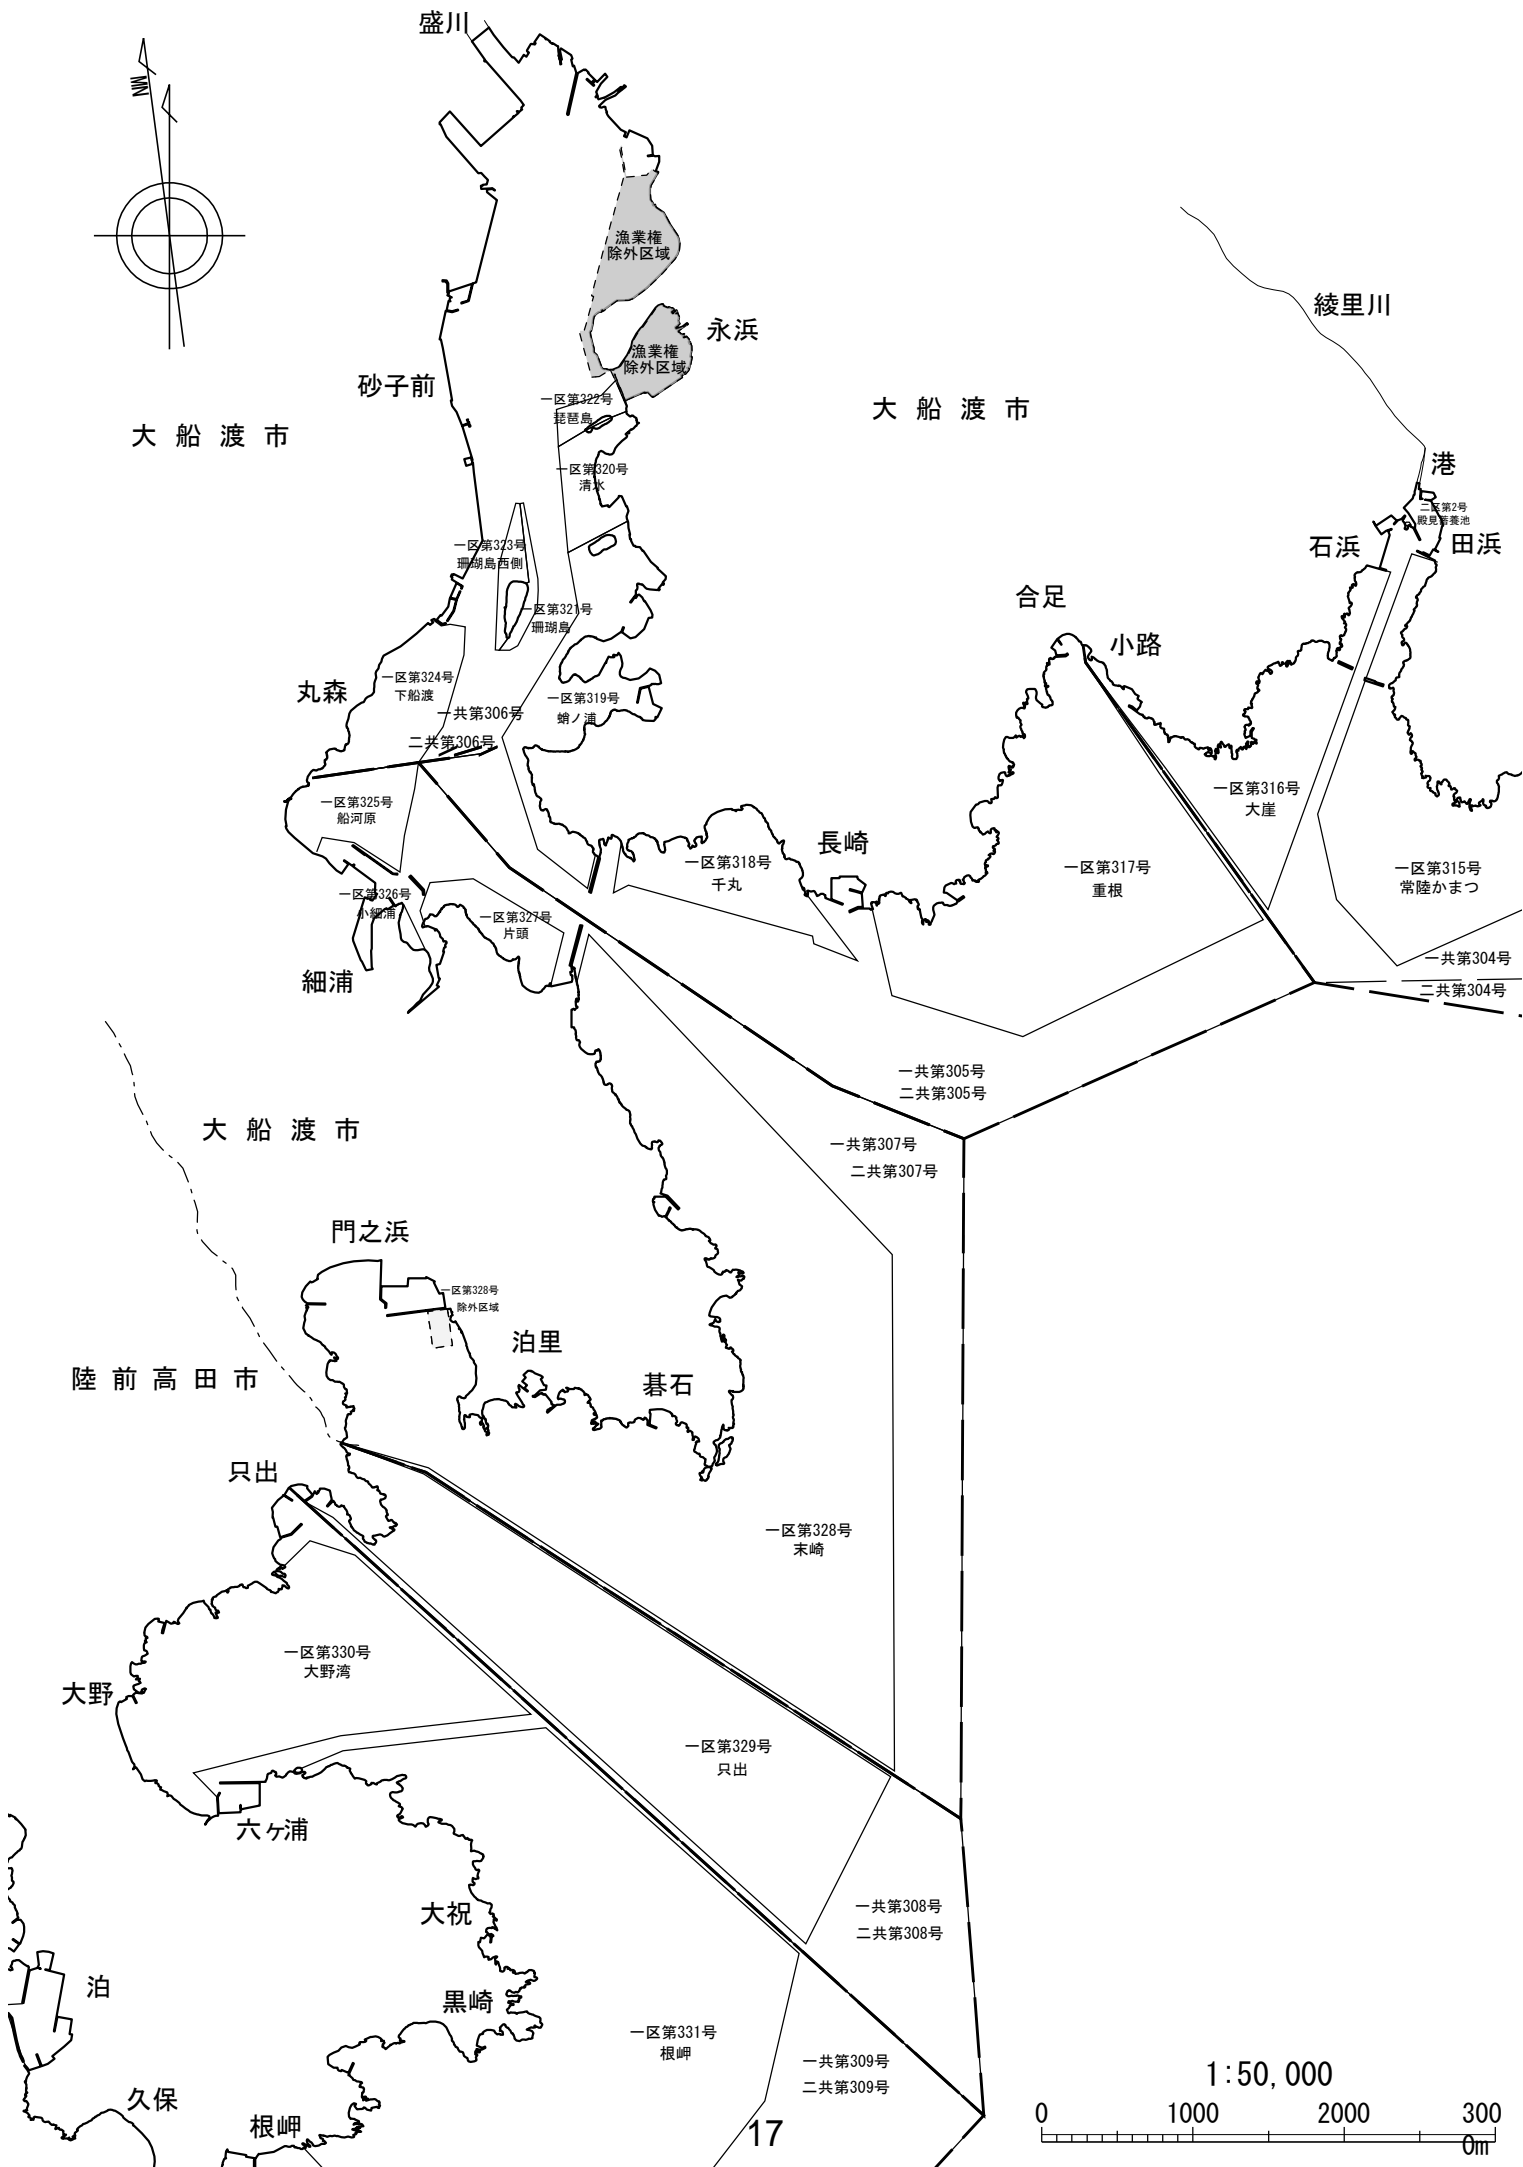 盛川
MN
漁業権
除外区域
綾里川
永浜
漁業権
除外区域
砂子前
一区第322号
琵琶島
大船渡市
大船渡市
港
一区第320号
清水
二区第2号
殿見蓄養池
一区第323号
珊瑚島西側
石浜
田浜
合足
一区第321号
珊瑚島
小路
一区第324号
下船渡
丸森
一区第319号
蛸ノ浦
一共第306号
二共第306号
一区第325号
船河原
一区第316号
大崖
長崎
一区第318号
千丸
一区第317号
重根
一区第315号
常陸かまつ
一区第326号
小細浦
一区第327号
片頭
細浦
一共第304号
二共第304号
一共第305号
二共第305号
大船渡市
一共第307号
二共第307号
門之浜
一区第328号
除外区域
泊里
陸前高田市
碁石
只出
一区第328号
末崎
一区第330号
大野湾
大野
一区第329号
只出
六ヶ浦
大祝
一共第308号
二共第308号
泊
黒崎
一区第331号
根岬
一共第309号
二共第309号
1:50,000
久保
根岬
17
0 1000 2000 300
0m